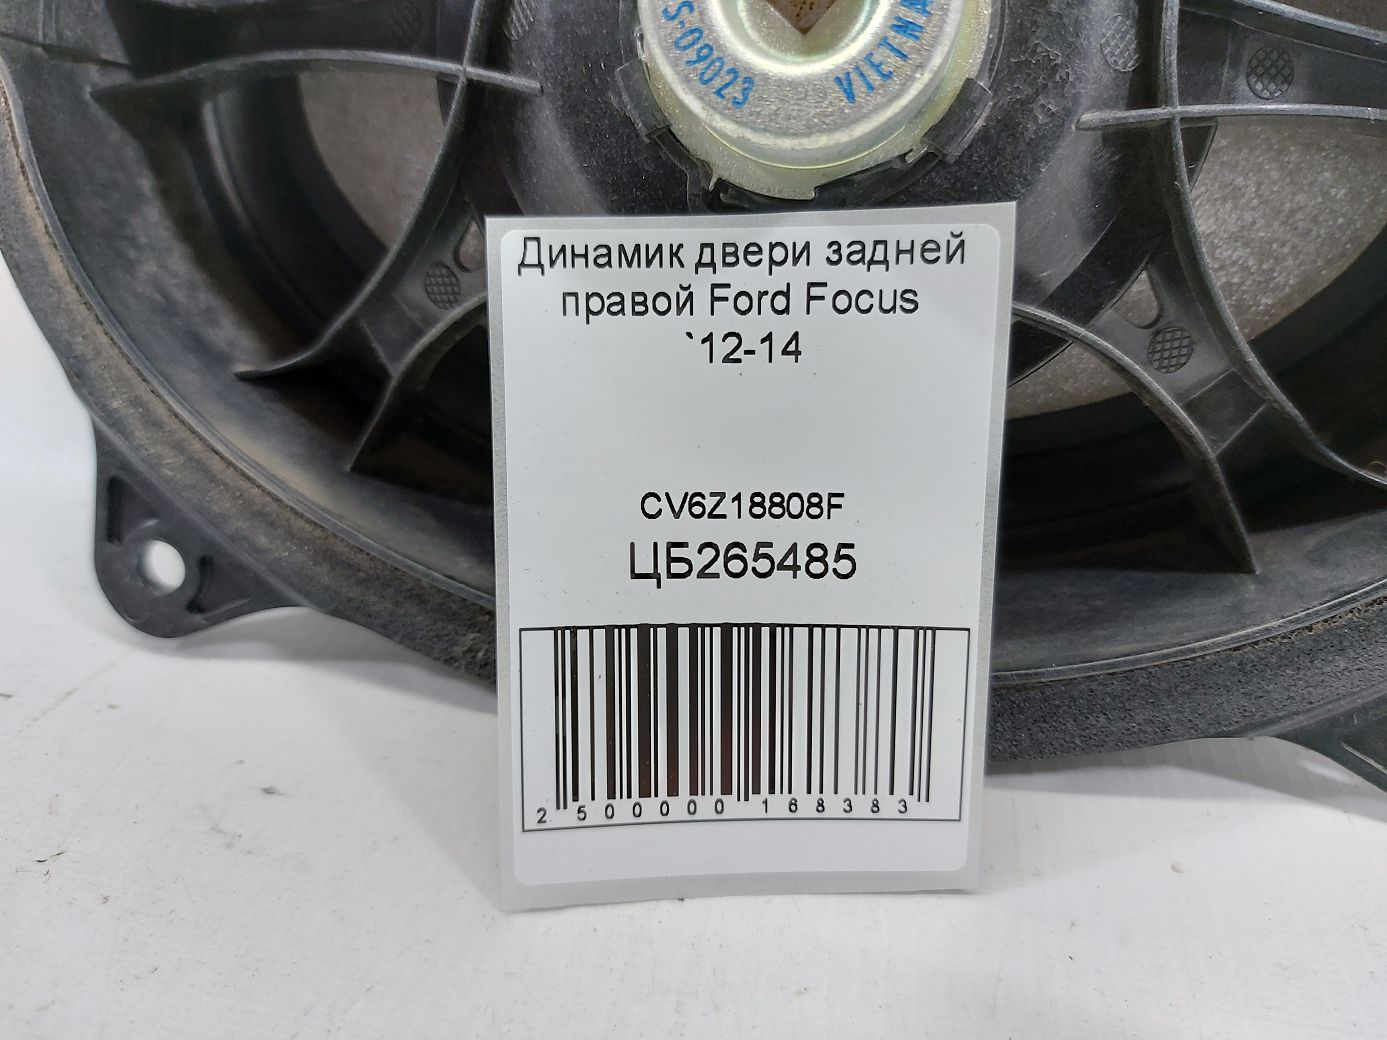 S-09023
VIETNA
Динамик двери задней
правой Ford Focus
`12-14
CV6Z18808F
ЦБ265485
2 500000 168383